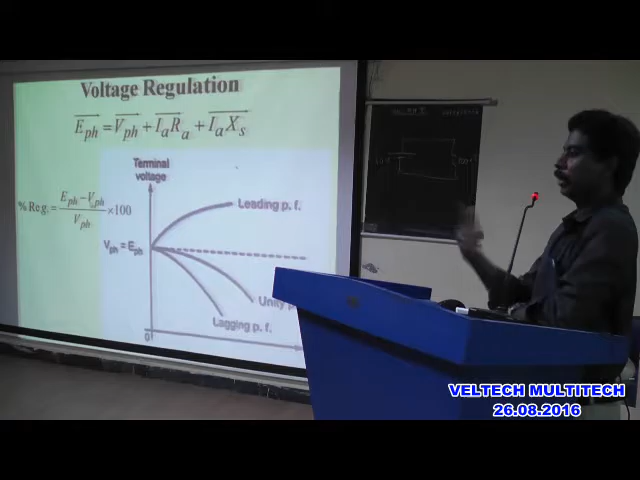 Voltage Regulation
E_ph = V_ph + I_a R_a + I_a X_s
Terminal
voltage
% Reg. = (E_ph – V_ph) / V_ph × 100
Leading p. f.
V_ph = E_ph
Unity p
Lagging p. f.
0
VELTECH MULTITECH
26.08.2016